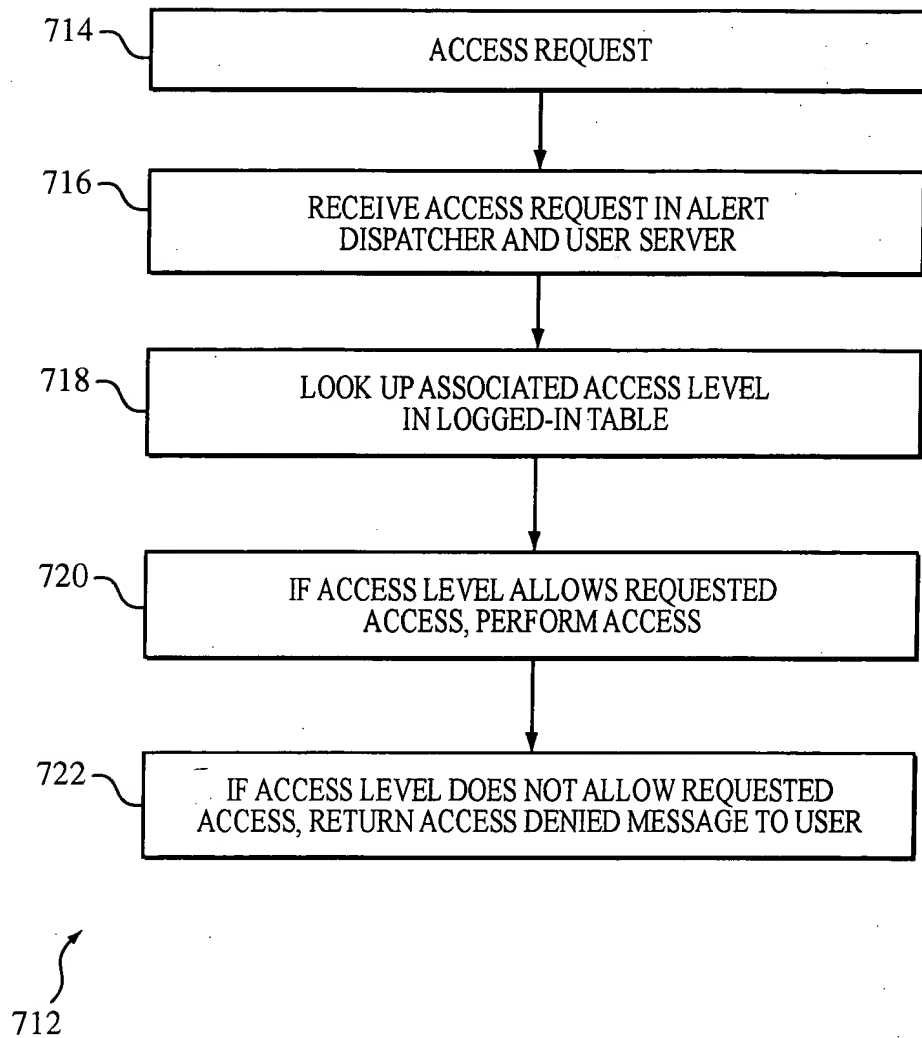 714
ACCESS REQUEST
716
RECEIVE ACCESS REQUEST IN ALERT
DISPATCHER AND USER SERVER
718
LOOK UP ASSOCIATED ACCESS LEVEL
IN LOGGED-IN TABLE
720
IF ACCESS LEVEL ALLOWS REQUESTED
ACCESS, PERFORM ACCESS
722
IF ACCESS LEVEL DOES NOT ALLOW REQUESTED
ACCESS, RETURN ACCESS DENIED MESSAGE TO USER
712